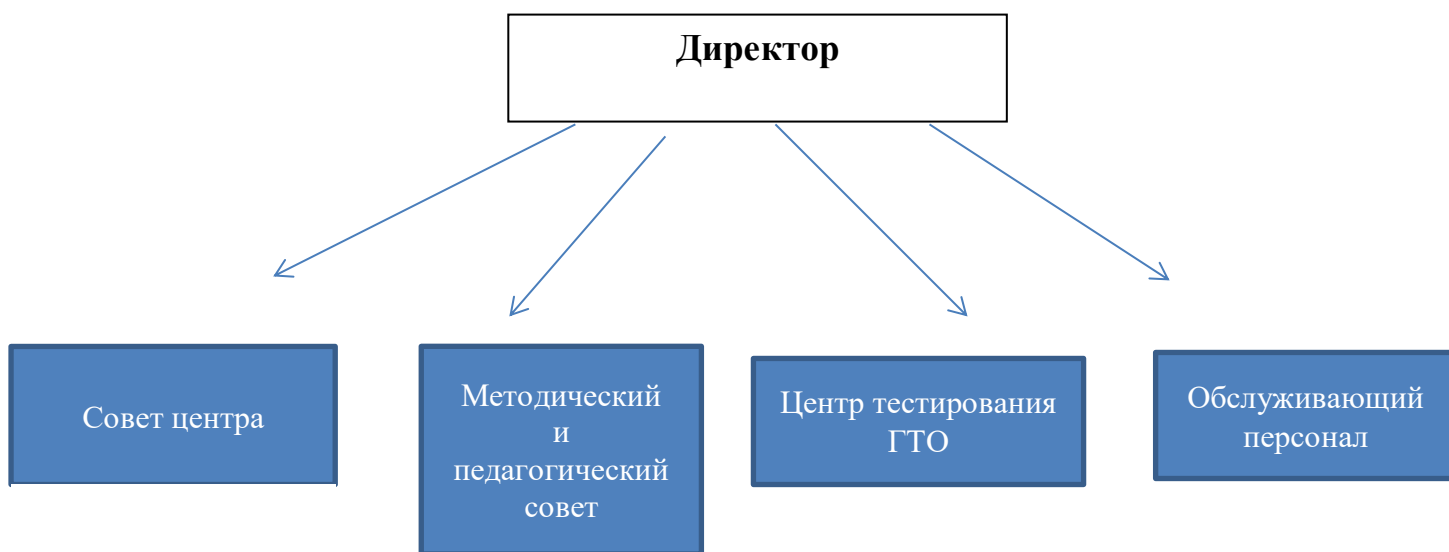 Директор
Совет центра
Методический
и
педагогический
совет
Центр тестирования
ГТО
Обслуживающий
персонал